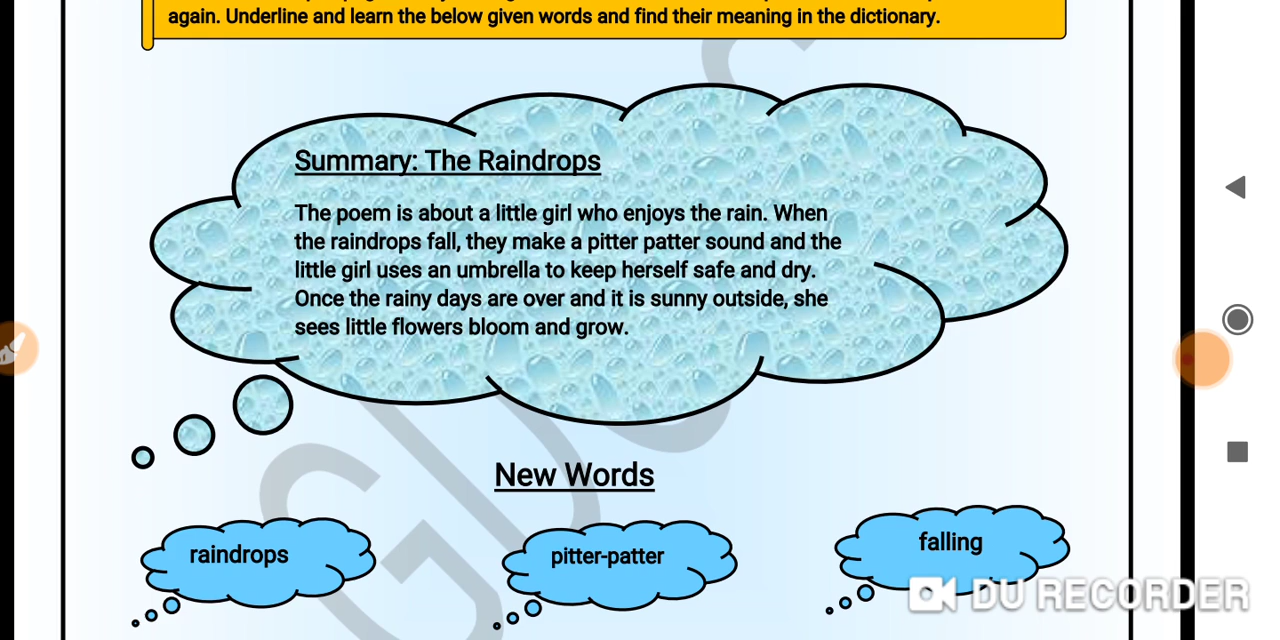 again. Underline and learn the below given words and find their meaning in the dictionary.
Summary: The Raindrops
The poem is about a little girl who enjoys the rain. When
the raindrops fall, they make a pitter patter sound and the
little girl uses an umbrella to keep herself safe and dry.
Once the rainy days are over and it is sunny outside, she
sees little flowers bloom and grow.
New Words
raindrops
pitter-patter
falling
DU RECORDER